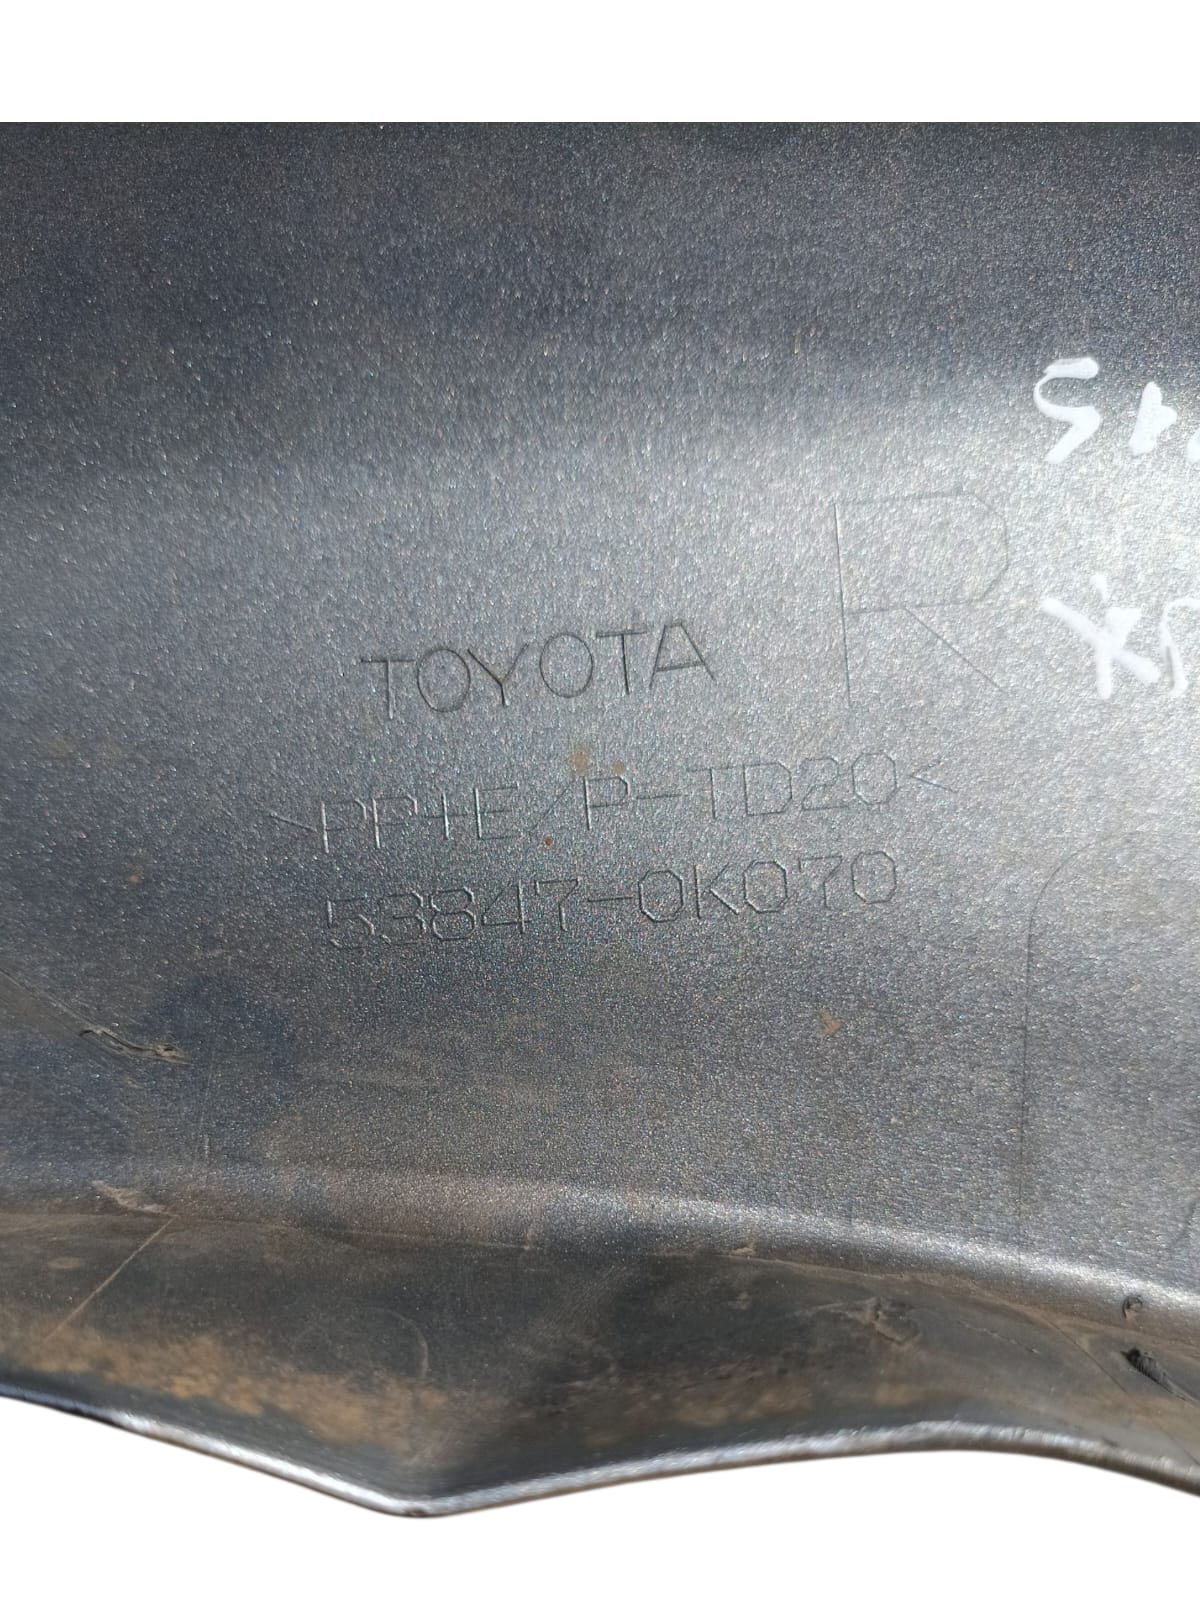 R
TOYOTA
>PP+E/P-TD20<
53847-0K070